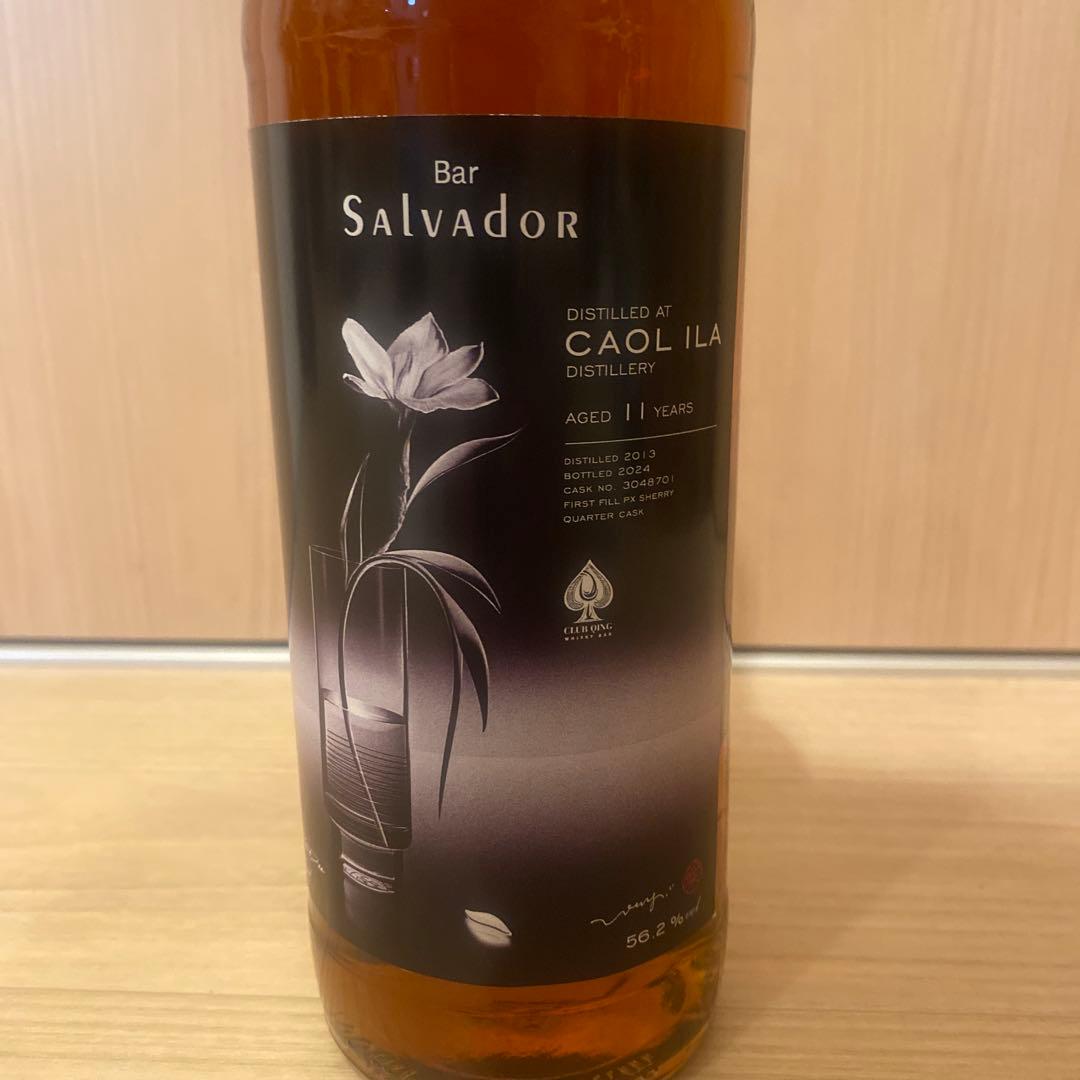 Bar
SALVADOR
DISTILLED AT
CAOL ILA
DISTILLERY
AGED 11 YEARS
DISTILLED 2013
BOTTLED 2024
CASK NO. 3048701
FIRST FILL PX SHERRY
QUARTER CASK
CLUB QING
WHISKY BAR
56.2 %